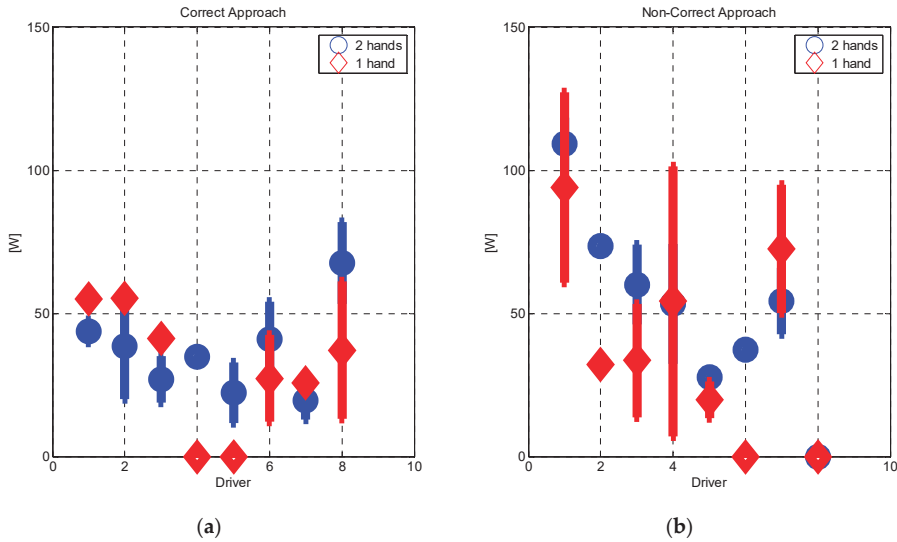 Correct Approach
150
100
50
0
[W]
0
2
4
6
8
10
Driver
2 hands
1 hand
(a)
Non-Correct Approach
150
100
50
0
[W]
0
2
4
6
8
10
Driver
2 hands
1 hand
(b)